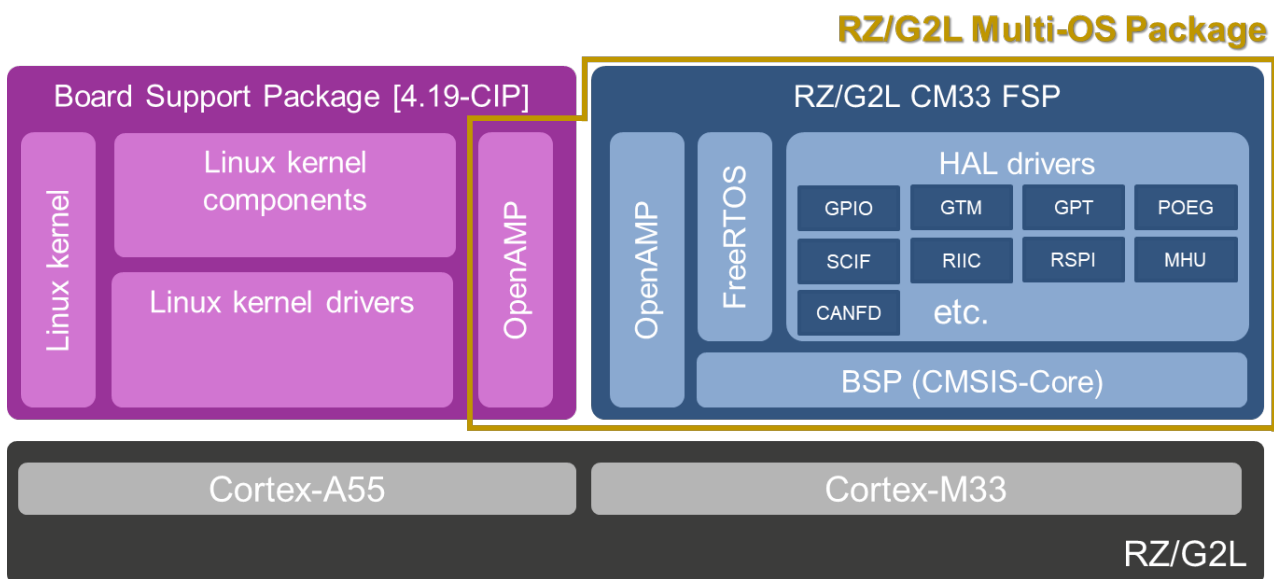 RZ/G2L Multi-OS Package
Board Support Package [4.19-CIP]
Linux kernel
Linux kernel
components
Linux kernel drivers
OpenAMP
RZ/G2L CM33 FSP
OpenAMP
FreeRTOS
HAL drivers
GPIO GTM GPT POEG
SCIF RIIC RSPI MHU
CANFD etc.
BSP (CMSIS-Core)
Cortex-A55
Cortex-M33
RZ/G2L